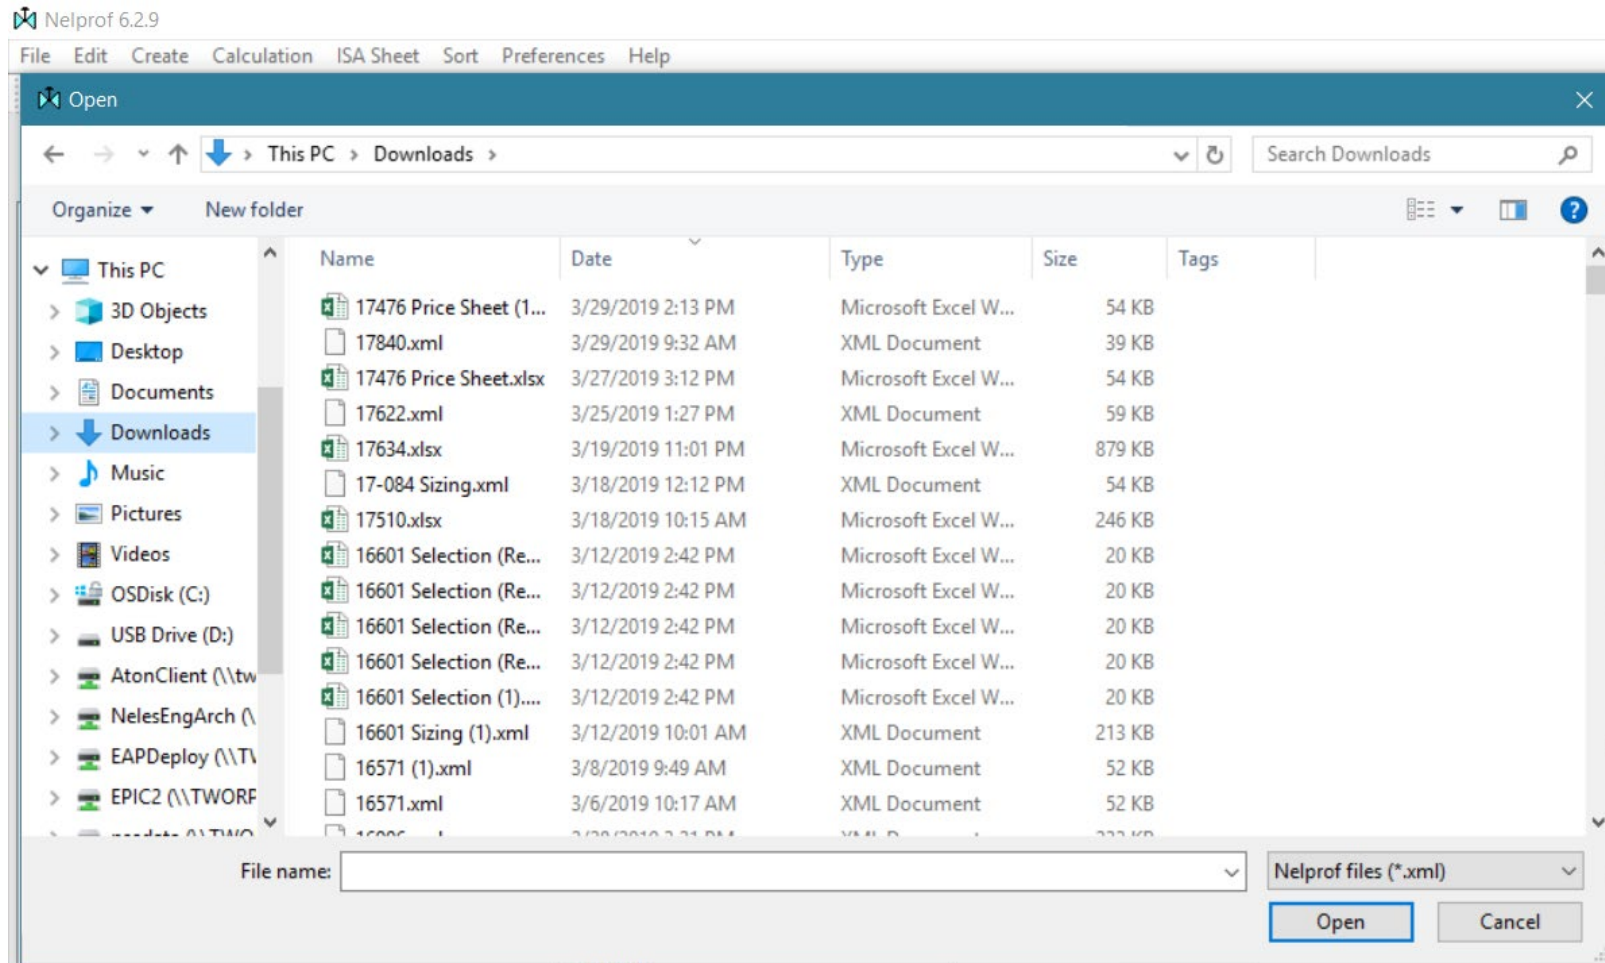 Nelprof 6.2.9
File Edit Create Calculation ISA Sheet Sort Preferences Help
Open
This PC > Downloads >
Search Downloads
Organize New folder
Name Date Type Size Tags
This PC
3D Objects
Desktop
Documents
Downloads
Music
Pictures
Videos
OSDisk (C:)
USB Drive (D:)
AtonClient (\\tw
NelesEngArch (\
EAPDeploy (\\TW
EPIC2 (\\TWORP
17476 Price Sheet (1... 3/29/2019 2:13 PM Microsoft Excel W... 54 KB
17840.xml 3/29/2019 9:32 AM XML Document 39 KB
17476 Price Sheet.xlsx 3/27/2019 3:12 PM Microsoft Excel W... 54 KB
17622.xml 3/25/2019 1:27 PM XML Document 59 KB
17634.xlsx 3/19/2019 11:01 PM Microsoft Excel W... 879 KB
17-084 Sizing.xml 3/18/2019 12:12 PM XML Document 54 KB
17510.xlsx 3/18/2019 10:15 AM Microsoft Excel W... 246 KB
16601 Selection (Re... 3/12/2019 2:42 PM Microsoft Excel W... 20 KB
16601 Selection (Re... 3/12/2019 2:42 PM Microsoft Excel W... 20 KB
16601 Selection (Re... 3/12/2019 2:42 PM Microsoft Excel W... 20 KB
16601 Selection (Re... 3/12/2019 2:42 PM Microsoft Excel W... 20 KB
16601 Selection (1).... 3/12/2019 2:42 PM Microsoft Excel W... 20 KB
16601 Sizing (1).xml 3/12/2019 10:01 AM XML Document 213 KB
16571 (1).xml 3/8/2019 9:49 AM XML Document 52 KB
16571.xml 3/6/2019 10:17 AM XML Document 52 KB
File name: Nelprof files (*.xml)
Open Cancel